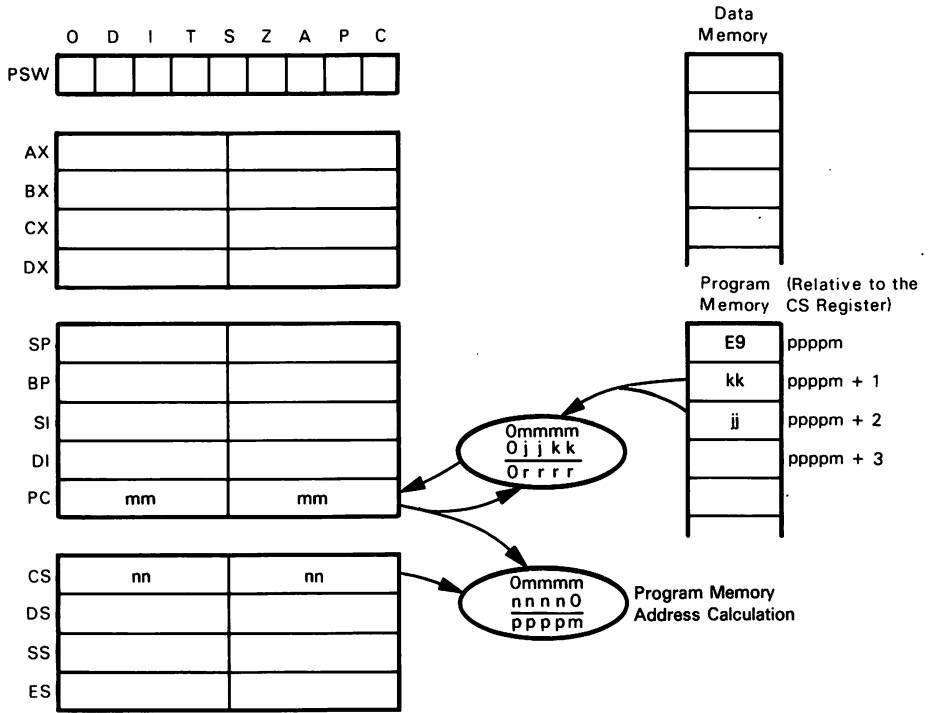 O D I T S Z A P C
PSW
AX
BX
CX
DX
SP
BP
SI
DI
PC mm mm
CS nn nn
DS
SS
ES
0mmmm
0jjkk
0rrrr
0mmmm
nnnn0
ppppm
Program Memory
Address Calculation
Data
Memory
Program
Memory
(Relative to the
CS Register)
E9 ppppm
kk ppppm + 1
jj ppppm + 2
ppppm + 3